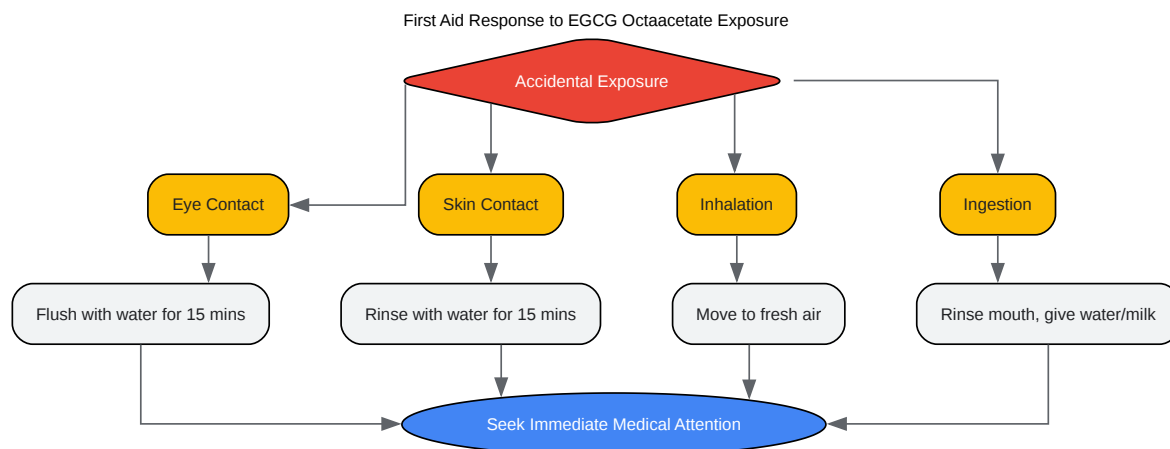 First Aid Response to EGCG Octaacetate Exposure
Accidental Exposure
Eye Contact
Skin Contact
Inhalation
Ingestion
Flush with water for 15 mins
Rinse with water for 15 mins
Move to fresh air
Rinse mouth, give water/milk
Seek Immediate Medical Attention